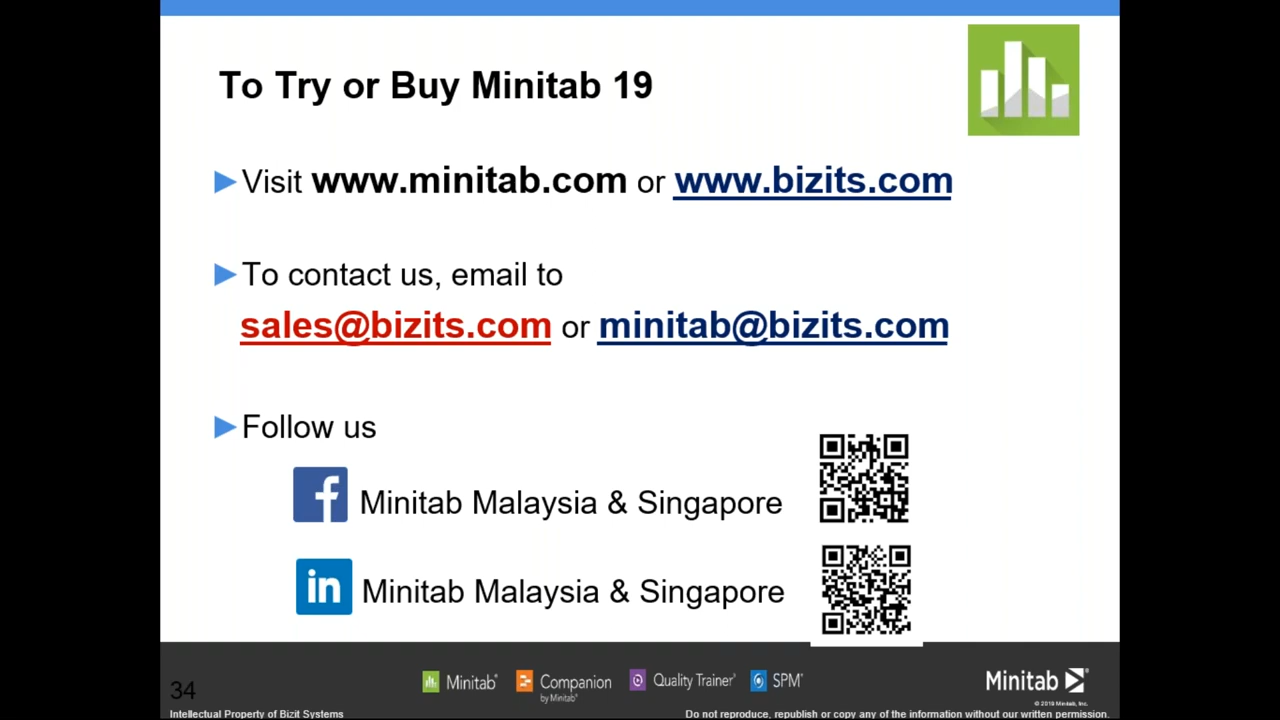 To Try or Buy Minitab 19
Visit www.minitab.com or www.bizits.com
To contact us, email to
sales@bizits.com or minitab@bizits.com
Follow us
f Minitab Malaysia & Singapore
in Minitab Malaysia & Singapore
34
Minitab® Companion by Minitab® Quality Trainer® SPM® Minitab®
© 2019 Minitab, Inc.
Intellectual Property of Bizit Systems
Do not reproduce, republish or copy any of the information without our written permission.